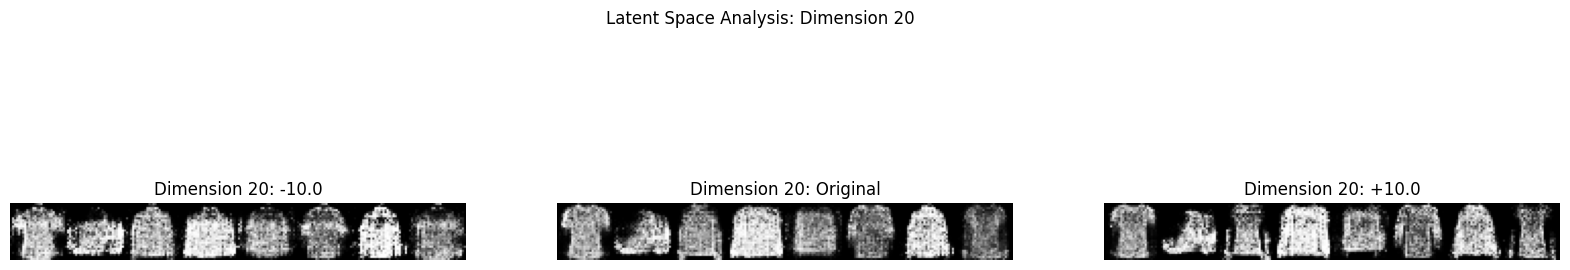 Latent Space Analysis: Dimension 20
Dimension 20: -10.0
Dimension 20: Original
Dimension 20: +10.0